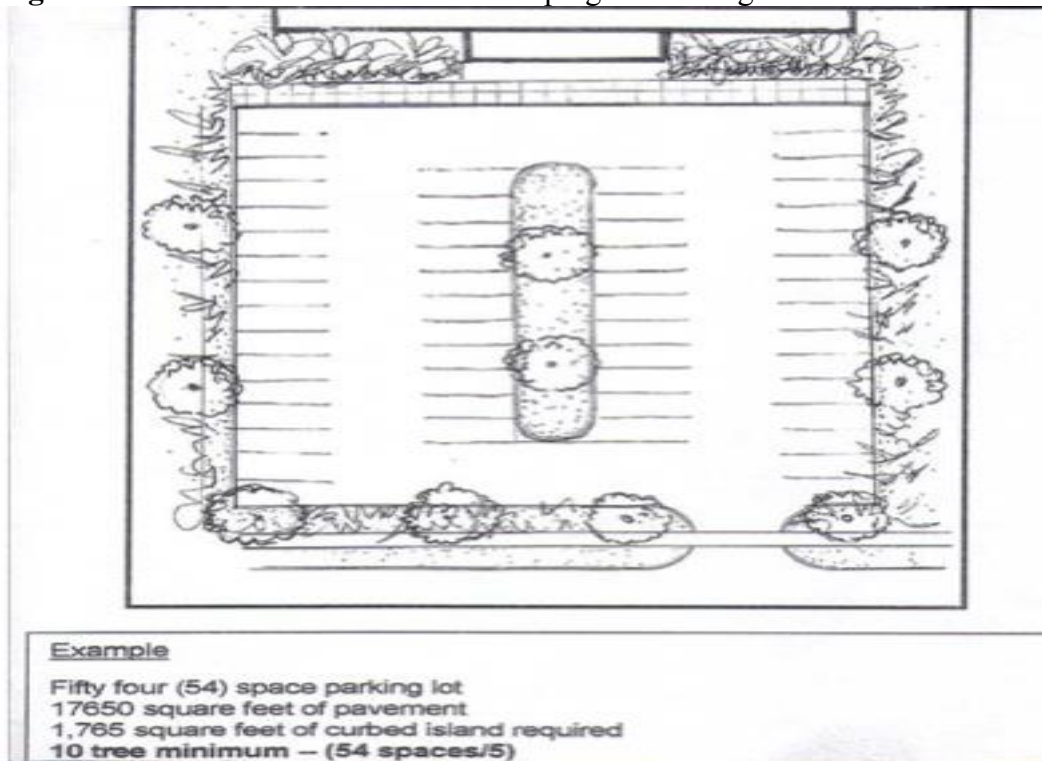 Example
Fifty four (54) space parking lot
17650 square feet of pavement
1,765 square feet of curbed island required
10 tree minimum – (54 spaces/5)